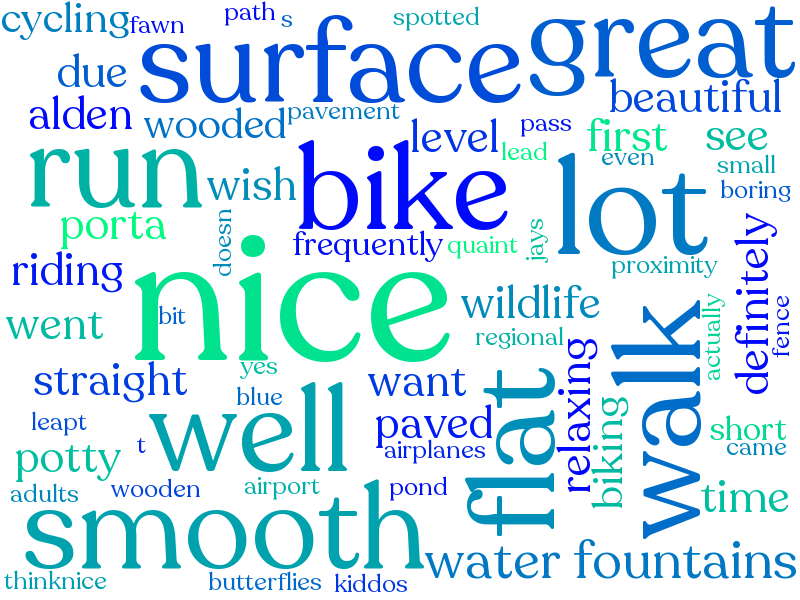 cycling
fawn
path
s
spotted
great
surface
due
beautiful
alden
wooded
pavement
level
pass
first
see
lead
even
small
run
wish
bike
lot
boring
porta
doesn
frequently
quaint
jays
proximity
definitely
riding
nice
went
bit
wildlife
regional
walk
actually
fence
yes
straight
blue
want
flat
relaxing
biking
leapt
t
well
paved
airplanes
short
came
potty
adults
wooden
airport
pond
time
smooth
water fountains
thinknice
butterflies
kiddos